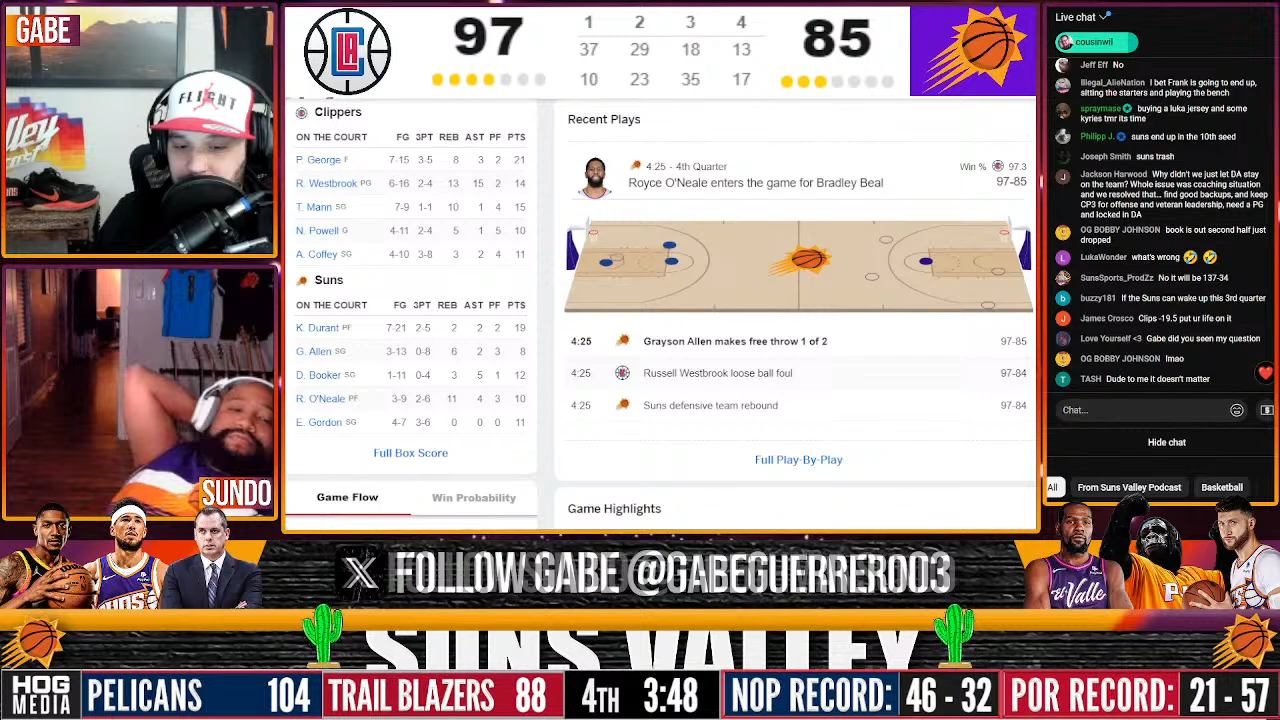 GABE
FLIGHT
SUNDO
LA
97
1 2 3 4
37 29 18 13
10 23 35 17
85
Clippers
ON THE COURT FG 3PT REB AST PF PTS
P. George F 7-15 3-5 8 3 2 21
R. Westbrook PG 6-16 2-4 13 15 2 14
T. Mann SG 7-9 1-1 10 1 4 15
N. Powell G 4-11 2-4 5 1 5 10
A. Coffey SG 4-10 3-8 3 2 4 11
Suns
ON THE COURT FG 3PT REB AST PF PTS
K. Durant PF 7-21 2-5 2 2 2 19
G. Allen SG 3-13 0-8 6 2 3 8
D. Booker SG 1-11 0-4 3 5 1 12
R. O'Neale PF 3-9 2-6 11 4 3 10
E. Gordon SG 4-7 3-6 0 0 0 11
Full Box Score
Game Flow Win Probability
Recent Plays
4:25 - 4th Quarter
Win % 97.3
Royce O'Neale enters the game for Bradley Beal
97-85
4:25 Grayson Allen makes free throw 1 of 2 97-85
4:25 Russell Westbrook loose ball foul 97-84
4:25 Suns defensive team rebound 97-84
Full Play-By-Play
Game Highlights
Live chat
cousinwil
Jeff Eff No
Illegal_AlieNation I bet Frank is going to end up,
sitting the starters and playing the bench
spraymase buying a luka jersey and some
kyries tmr its time
Philipp J. suns end up in the 10th seed
Joseph Smith suns trash
Jackson Harwood Why didn't we just let DA stay
on the team? Whole issue was coaching situation
and we resolved that... find good backups, and keep
CP3 for offense and veteran leadership, need a PG
and locked in DA
OG BOBBY JOHNSON book is out second half just
dropped
LukaWonder what's wrong 🤣 🤣
SunsSports_ProdZz No it will be 137-34
buzzy181 If the Suns can wake up this 3rd quarter
James Crosco Clips -19.5 put ur life on it
Love Yourself <3 Gabe did you seen my question
OG BOBBY JOHNSON lmao
TASH Dude to me it doesn't matter
Chat...
Hide chat
All From Suns Valley Podcast Basketball
FOLLOW GABE @GABEGUERRERO03
SUNS VALLEY
HOG
MEDIA
PELICANS 104 TRAIL BLAZERS 88 4TH 3:48 NOP RECORD: 46 - 32 POR RECORD: 21 - 57